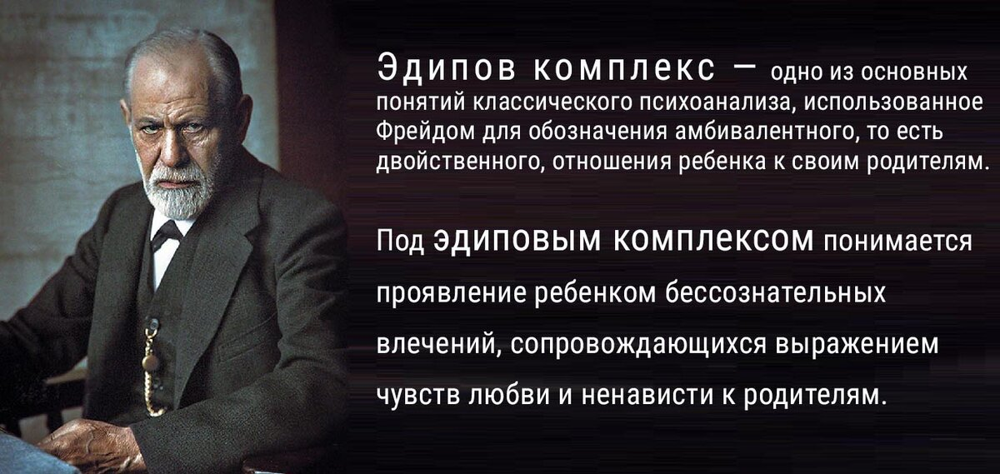 Эдипов комплекс — одно из основных
понятий классического психоанализа, использованное
Фрейдом для обозначения амбивалентного, то есть
двойственного, отношения ребенка к своим родителям.
Под эдиповым комплексом понимается
проявление ребенком бессознательных
влечений, сопровождающихся выражением
чувств любви и ненависти к родителям.